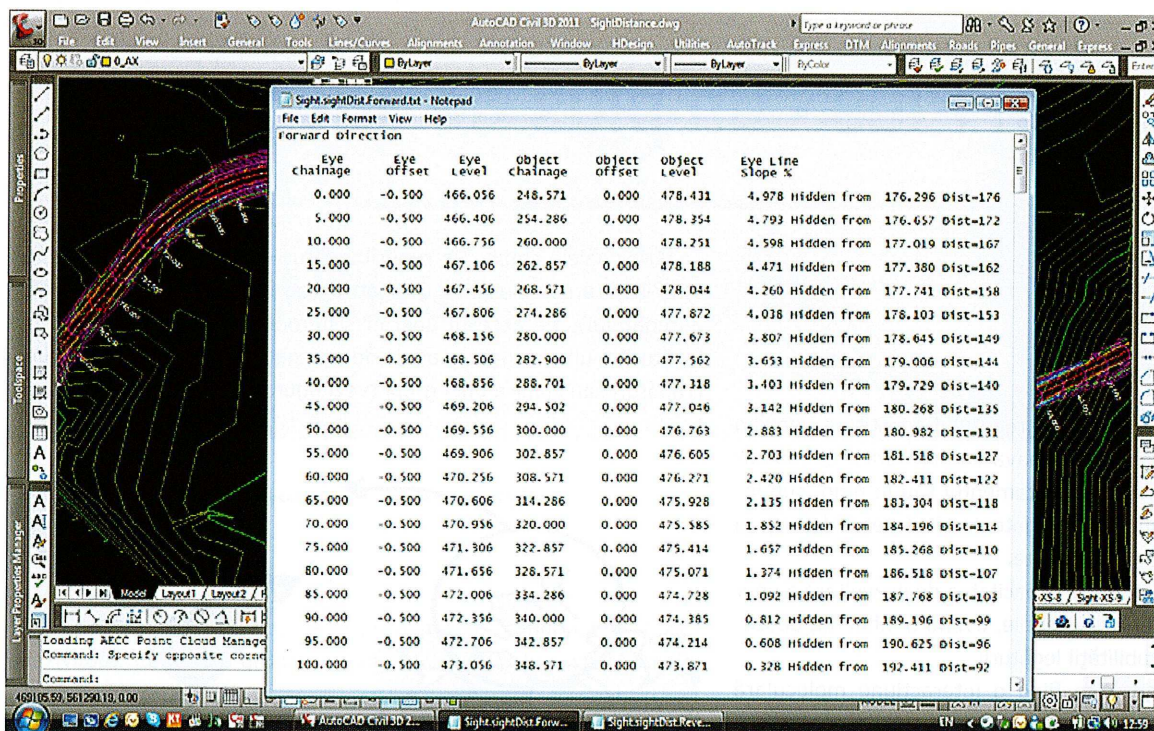 AutoCAD Civil 3D 2011 SightDistance.dwg
Type a keyword or phrase
File Edit View Insert General Tools Lines/Curves Alignments Annotation Window HDesign Utilities AutoTrack Express DTM Alignments Roads Pipes General Express
0_AX ByLayer ByLayer ByLayer ByColor
Sight.sightDist.Forward.txt - Notepad
File Edit Format View Help
Forward Direction
Eye Eye Eye Object Object Object Eye Line
Chainage Offset Level Chainage Offset Level Slope %
0.000 -0.500 466.056 248.571 0.000 478.431 4.978 Hidden from 176.296 Dist=176
5.000 -0.500 466.406 254.286 0.000 478.354 4.793 Hidden from 176.657 Dist=172
10.000 -0.500 466.756 260.000 0.000 478.251 4.598 Hidden from 177.019 Dist=167
15.000 -0.500 467.106 262.857 0.000 478.188 4.471 Hidden from 177.380 Dist=162
20.000 -0.500 467.456 268.571 0.000 478.044 4.260 Hidden from 177.741 Dist=158
25.000 -0.500 467.806 274.286 0.000 477.872 4.038 Hidden from 178.103 Dist=153
30.000 -0.500 468.156 280.000 0.000 477.673 3.807 Hidden from 178.645 Dist=149
35.000 -0.500 468.506 282.900 0.000 477.562 3.653 Hidden from 179.006 Dist=144
40.000 -0.500 468.856 288.701 0.000 477.318 3.403 Hidden from 179.729 Dist=140
45.000 -0.500 469.206 294.502 0.000 477.046 3.142 Hidden from 180.268 Dist=135
50.000 -0.500 469.556 300.000 0.000 476.763 2.883 Hidden from 180.982 Dist=131
55.000 -0.500 469.906 302.857 0.000 476.605 2.703 Hidden from 181.518 Dist=127
60.000 -0.500 470.256 308.571 0.000 476.271 2.420 Hidden from 182.411 Dist=122
65.000 -0.500 470.606 314.286 0.000 475.928 2.135 Hidden from 183.304 Dist=118
70.000 -0.500 470.956 320.000 0.000 475.585 1.852 Hidden from 184.196 Dist=114
75.000 -0.500 471.306 322.857 0.000 475.414 1.657 Hidden from 185.268 Dist=110
80.000 -0.500 471.656 328.571 0.000 475.071 1.374 Hidden from 186.518 Dist=107
85.000 -0.500 472.006 334.286 0.000 474.728 1.092 Hidden from 187.768 Dist=103
90.000 -0.500 472.356 340.000 0.000 474.385 0.812 Hidden from 189.196 Dist=99
95.000 -0.500 472.706 342.857 0.000 474.214 0.608 Hidden from 190.625 Dist=96
100.000 -0.500 473.056 348.571 0.000 473.871 0.328 Hidden from 192.411 Dist=92
Properties
Toolspace
Layer Properties Manager
Model Layout1 / Layout2 /
XS-8 / Sight XS-9
Loading AECC Point Cloud Manage
Command: Specify opposite corne
Command:
469105.59, 561290.19, 0.00
AutoCAD Civil 3D 2... Sight.sightDist.Forw... Sight.sightDist.Reve... EN 12:59